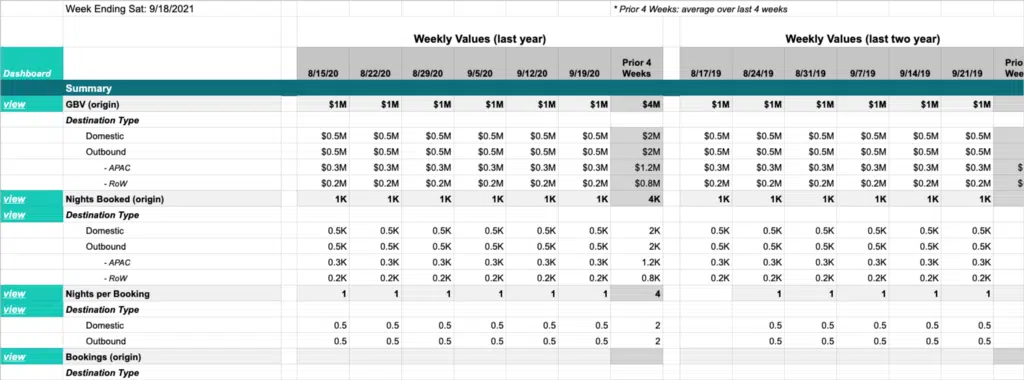 Week Ending Sat: 9/18/2021 * Prior 4 Weeks: average over last 4 weeks
Weekly Values (last year) Weekly Values (last two year)
Dashboard 8/15/20 8/22/20 8/29/20 9/5/20 9/12/20 9/19/20 Prior 4 Weeks 8/17/19 8/24/19 8/31/19 9/7/19 9/14/19 9/21/19 Prio Wee
Summary
view GBV (origin) $1M $1M $1M $1M $1M $1M $4M $1M $1M $1M $1M $1M $1M
Destination Type
Domestic $0.5M $0.5M $0.5M $0.5M $0.5M $0.5M $2M $0.5M $0.5M $0.5M $0.5M $0.5M $0.5M
Outbound $0.5M $0.5M $0.5M $0.5M $0.5M $0.5M $2M $0.5M $0.5M $0.5M $0.5M $0.5M $0.5M
- APAC $0.3M $0.3M $0.3M $0.3M $0.3M $0.3M $1.2M $0.3M $0.3M $0.3M $0.3M $0.3M $0.3M $
- RoW $0.2M $0.2M $0.2M $0.2M $0.2M $0.2M $0.8M $0.2M $0.2M $0.2M $0.2M $0.2M $0.2M $
view Nights Booked (origin) 1K 1K 1K 1K 1K 1K 4K 1K 1K 1K 1K 1K 1K
view Destination Type
Domestic 0.5K 0.5K 0.5K 0.5K 0.5K 0.5K 2K 0.5K 0.5K 0.5K 0.5K 0.5K 0.5K
Outbound 0.5K 0.5K 0.5K 0.5K 0.5K 0.5K 2K 0.5K 0.5K 0.5K 0.5K 0.5K 0.5K
- APAC 0.3K 0.3K 0.3K 0.3K 0.3K 0.3K 1.2K 0.3K 0.3K 0.3K 0.3K 0.3K 0.3K
- RoW 0.2K 0.2K 0.2K 0.2K 0.2K 0.2K 0.8K 0.2K 0.2K 0.2K 0.2K 0.2K 0.2K
view Nights per Booking 1 1 1 1 1 1 4 1 1 1 1 1
view Destination Type
Domestic 0.5 0.5 0.5 0.5 0.5 0.5 2 0.5 0.5 0.5 0.5 0.5
Outbound 0.5 0.5 0.5 0.5 0.5 0.5 2 0.5 0.5 0.5 0.5 0.5
view Bookings (origin)
Destination Type